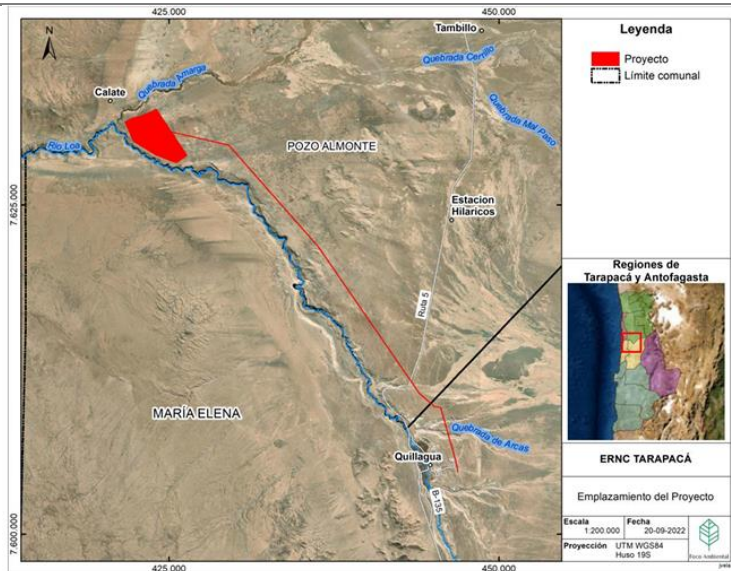 425.000
450.000
N
Tambillo
Quebrada Cerrillo
Quebrada Amarga
Calate
Quebrada Mal Paso
Río Loa
POZO ALMONTE
7.625.000
Estacion
Hilaricos
Ruta 5
MARÍA ELENA
Quebrada de Arcas
Quillagua
B-135
7.600.000
425.000
450.000
Leyenda
Proyecto
Límite comunal
Regiones de
Tarapacá y Antofagasta
ERNC TARAPACÁ
Emplazamiento del Proyecto
Escala
1:200.000
Fecha
20-09-2022
Proyección
UTM WGS84
Huso 19S